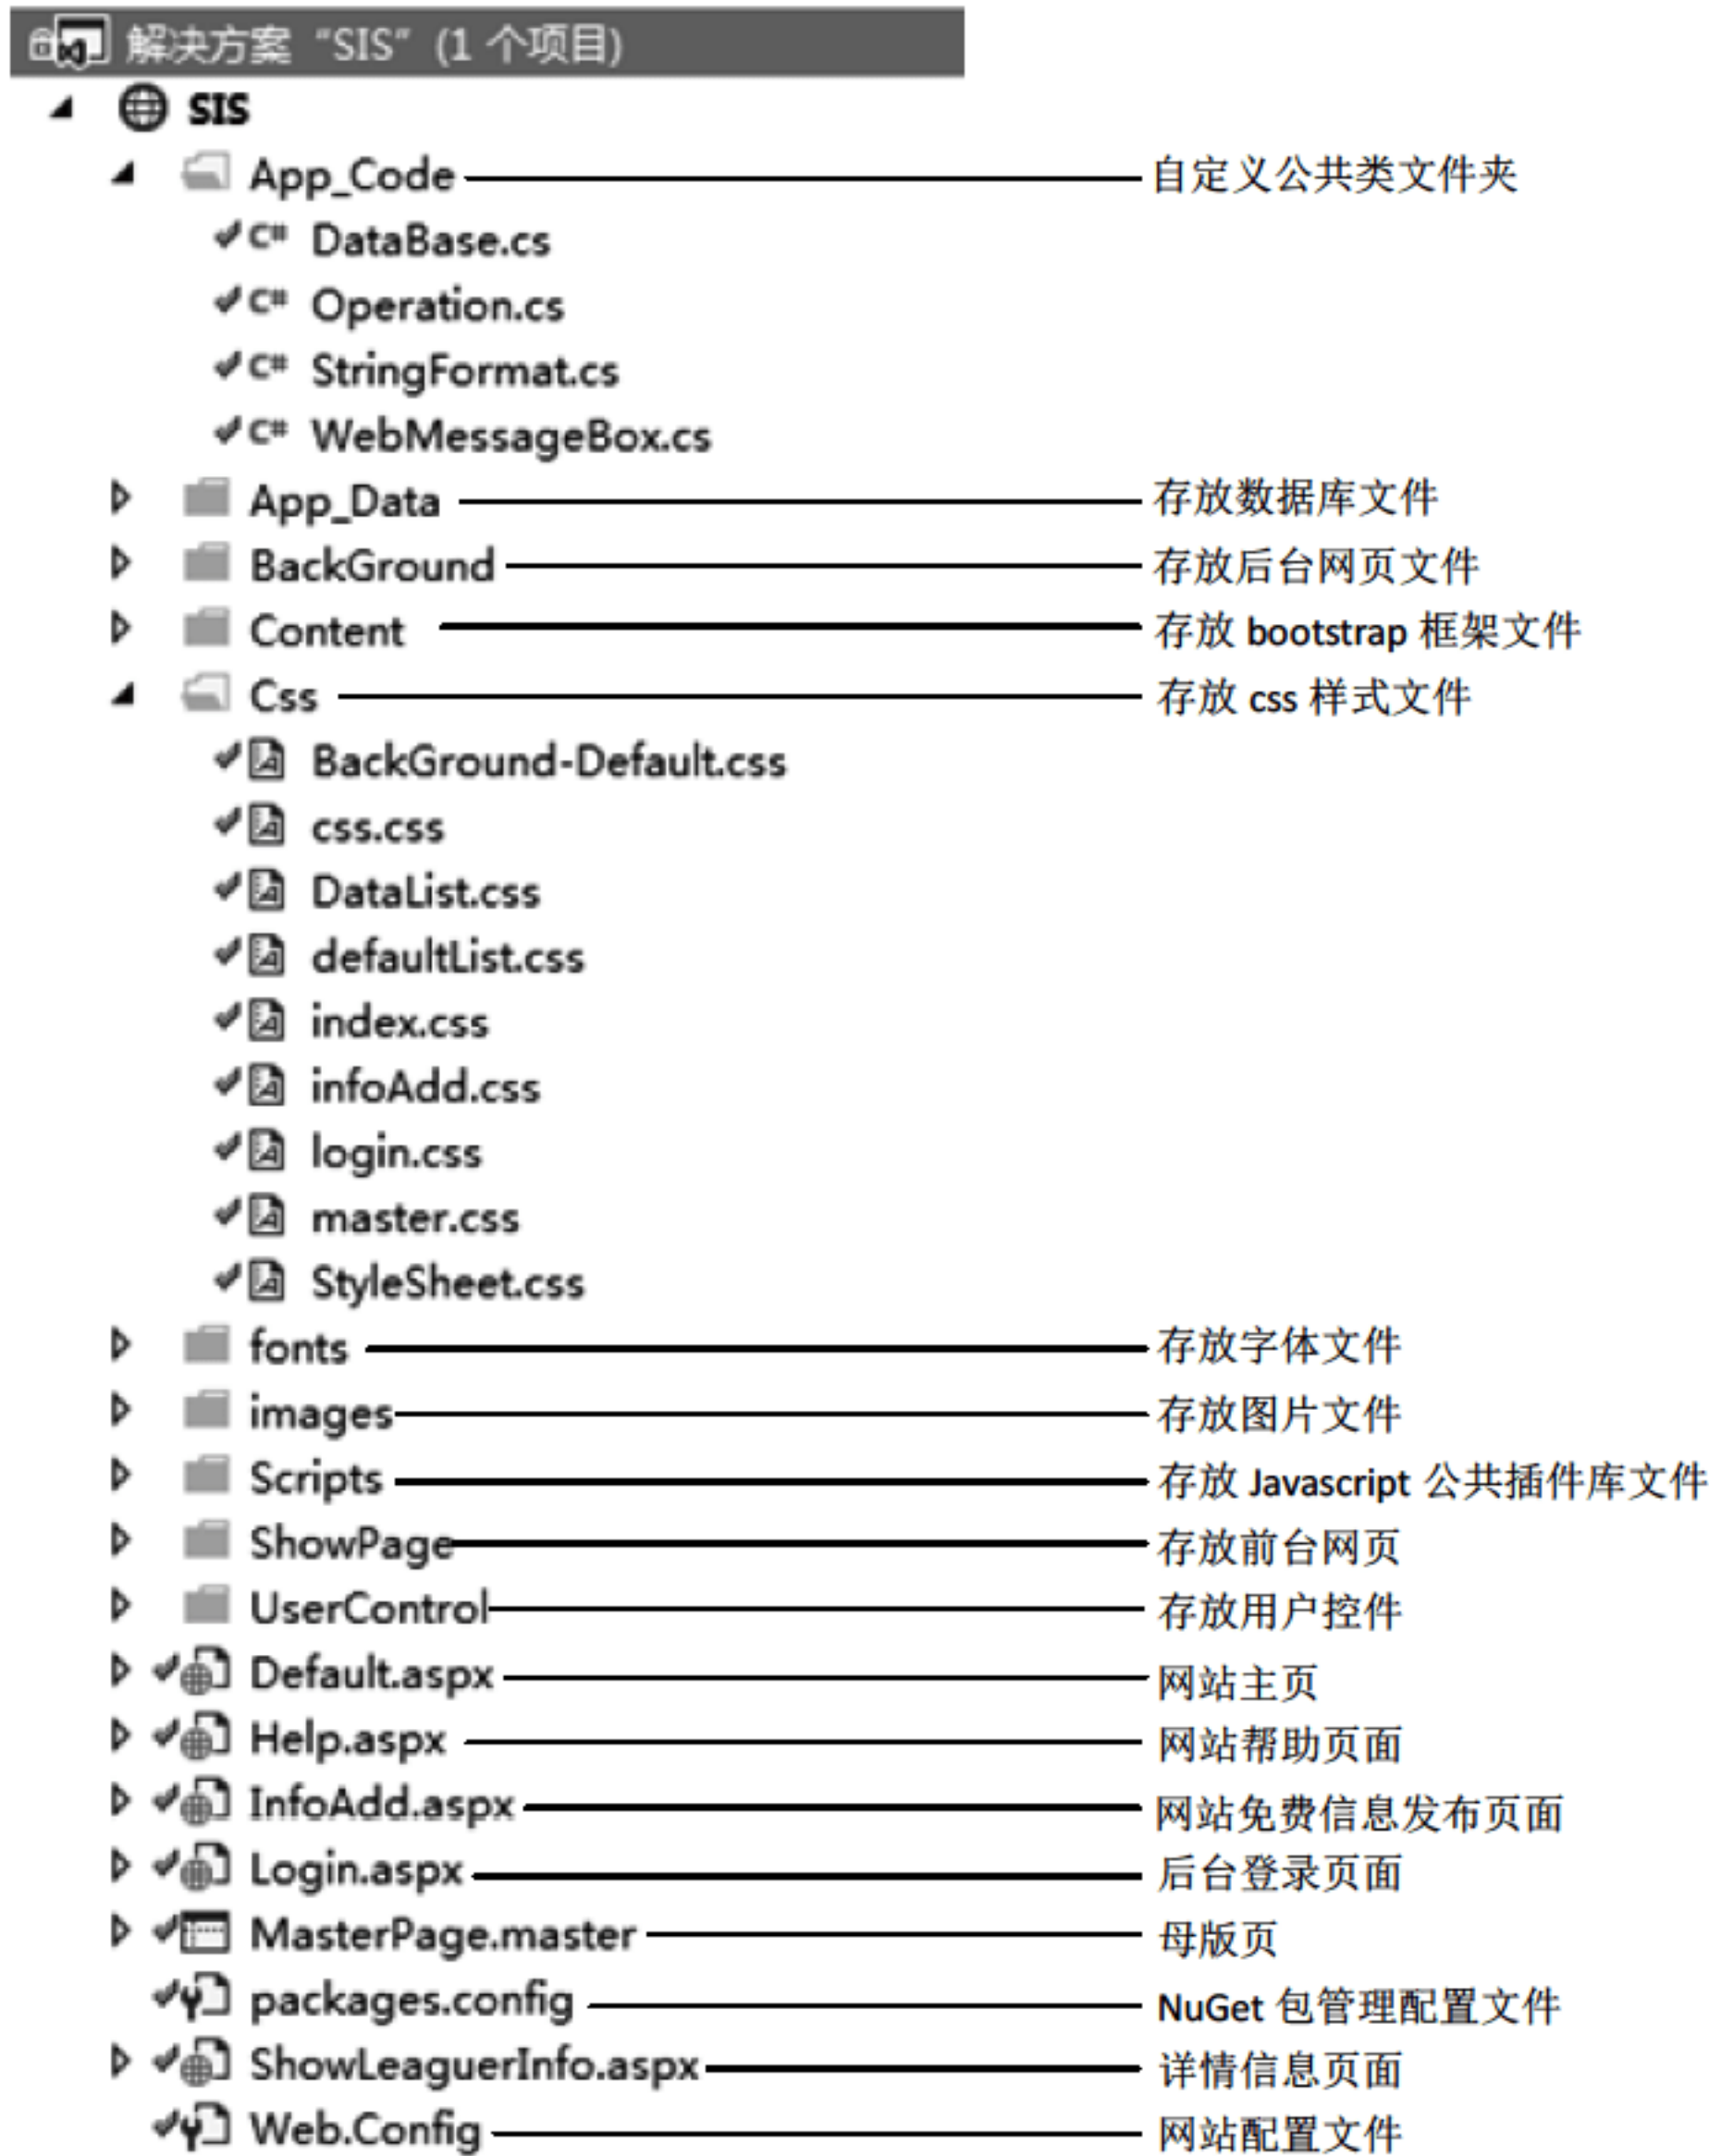 解决方案 “SIS” (1 个项目)
SIS
App_Code 自定义公共类文件夹
C# DataBase.cs
C# Operation.cs
C# StringFormat.cs
C# WebMessageBox.cs
App_Data 存放数据库文件
BackGround 存放后台网页文件
Content 存放 bootstrap 框架文件
Css 存放 css 样式文件
BackGround-Default.css
css.css
DataList.css
defaultList.css
index.css
infoAdd.css
login.css
master.css
StyleSheet.css
fonts 存放字体文件
images 存放图片文件
Scripts 存放 Javascript 公共插件库文件
ShowPage 存放前台网页
UserControl 存放用户控件
Default.aspx 网站主页
Help.aspx 网站帮助页面
InfoAdd.aspx 网站免费信息发布页面
Login.aspx 后台登录页面
MasterPage.master 母版页
packages.config NuGet 包管理配置文件
ShowLeaguerInfo.aspx 详情信息页面
Web.Config 网站配置文件